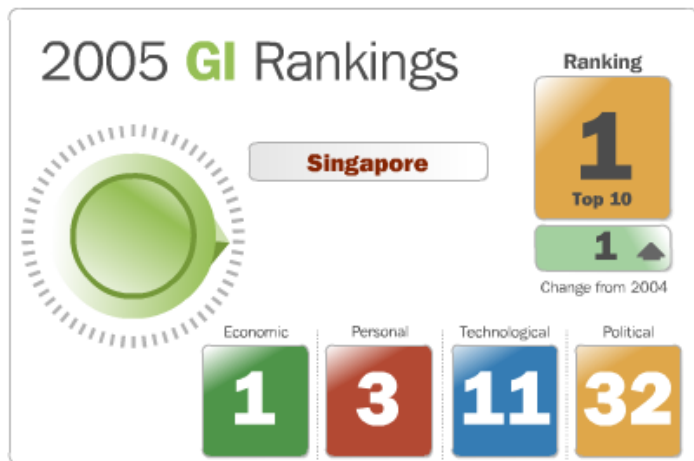 2005 GI Rankings
Ranking
1
Top 10
1
Change from 2004
Singapore
Economic
1
Personal
3
Technological
11
Political
32